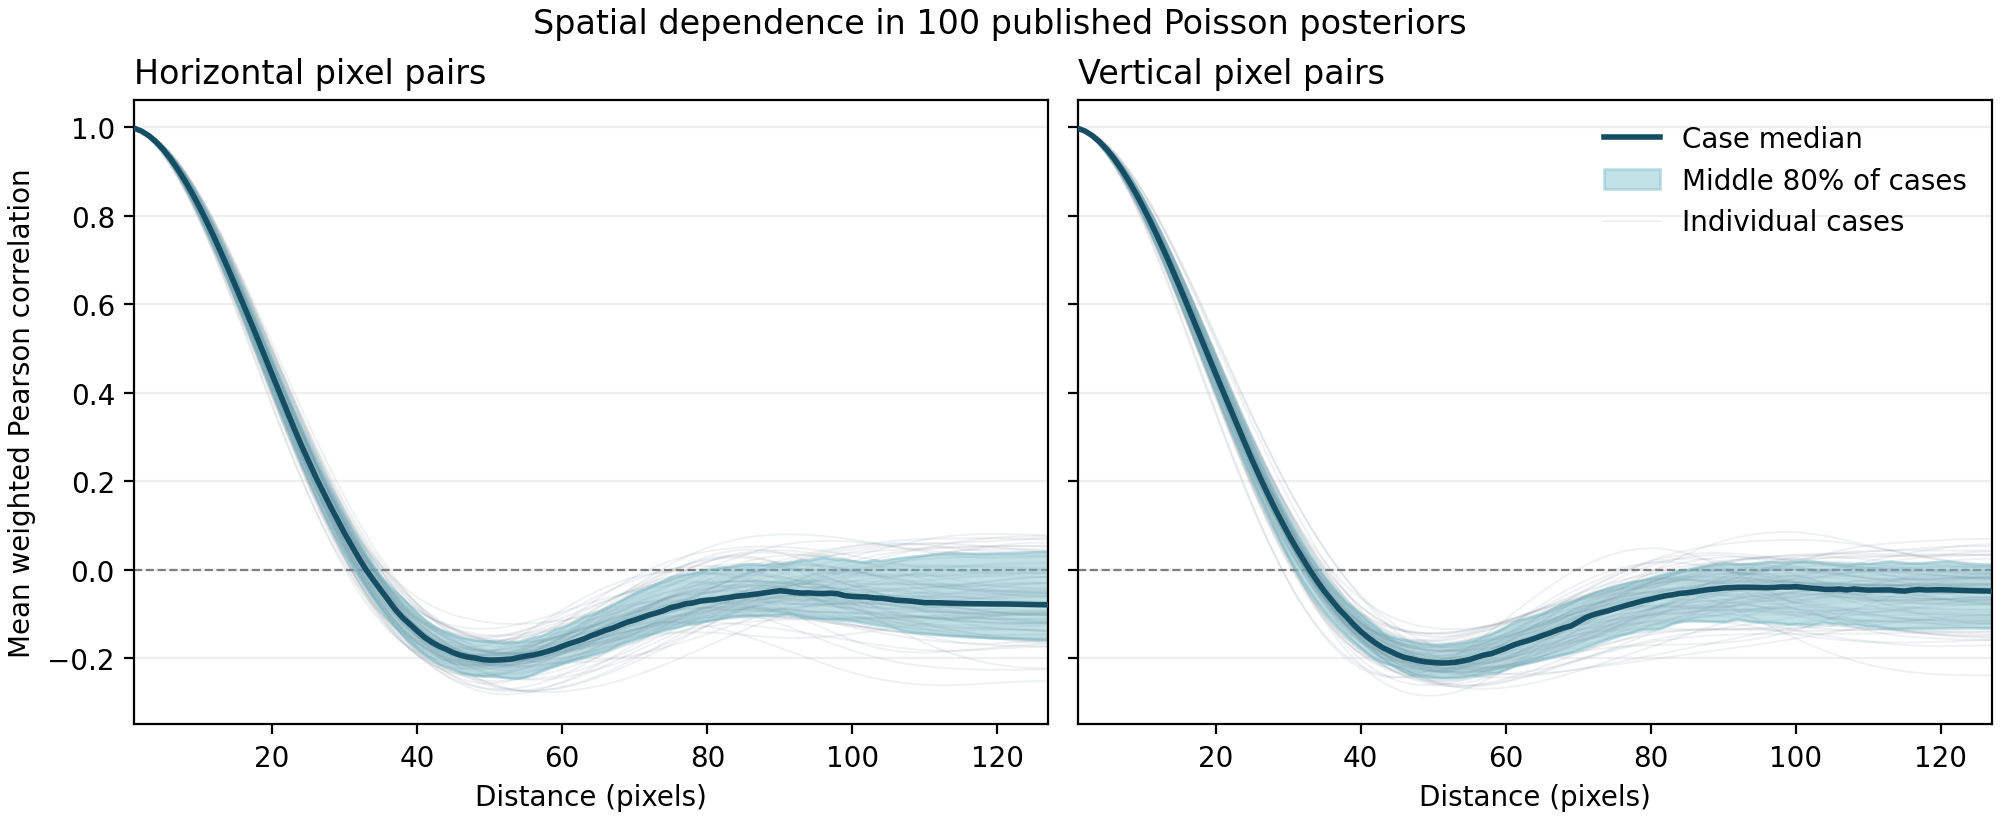 Spatial dependence in 100 published Poisson posteriors
Horizontal pixel pairs
Vertical pixel pairs
Mean weighted Pearson correlation
1.0
0.8
0.6
0.4
0.2
0.0
−0.2
20 40 60 80 100 120
Distance (pixels)
Case median
Middle 80% of cases
Individual cases
20 40 60 80 100 120
Distance (pixels)